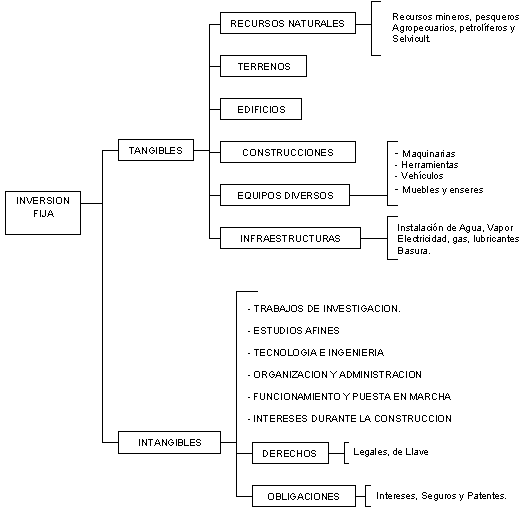 RECURSOS NATURALES
Recursos mineros, pesqueros
Agropecuarios, petrolíferos y
Selvicult.
TERRENOS
EDIFICIOS
TANGIBLES
CONSTRUCCIONES
- Maquinarias
- Herramientas
- Vehículos
- Muebles y enseres
EQUIPOS DIVERSOS
INVERSION
FIJA
INFRAESTRUCTURAS
Instalación de Agua, Vapor
Electricidad, gas, lubricantes
Basura.
- TRABAJOS DE INVESTIGACION.
- ESTUDIOS AFINES
- TECNOLOGIA E INGENIERIA
- ORGANIZACION Y ADMINISTRACION
- FUNCIONAMIENTO Y PUESTA EN MARCHA
- INTERESES DURANTE LA CONSTRUCCION
INTANGIBLES
DERECHOS
Legales, de Llave
OBLIGACIONES
Intereses, Seguros y Patentes.